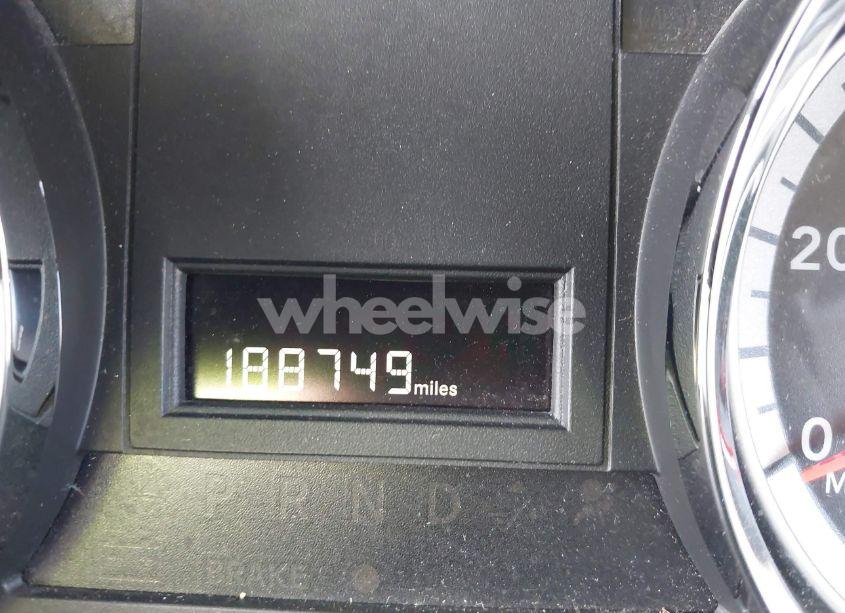 wheelwise
20
188749 miles
0
M
P R N D
BRAKE